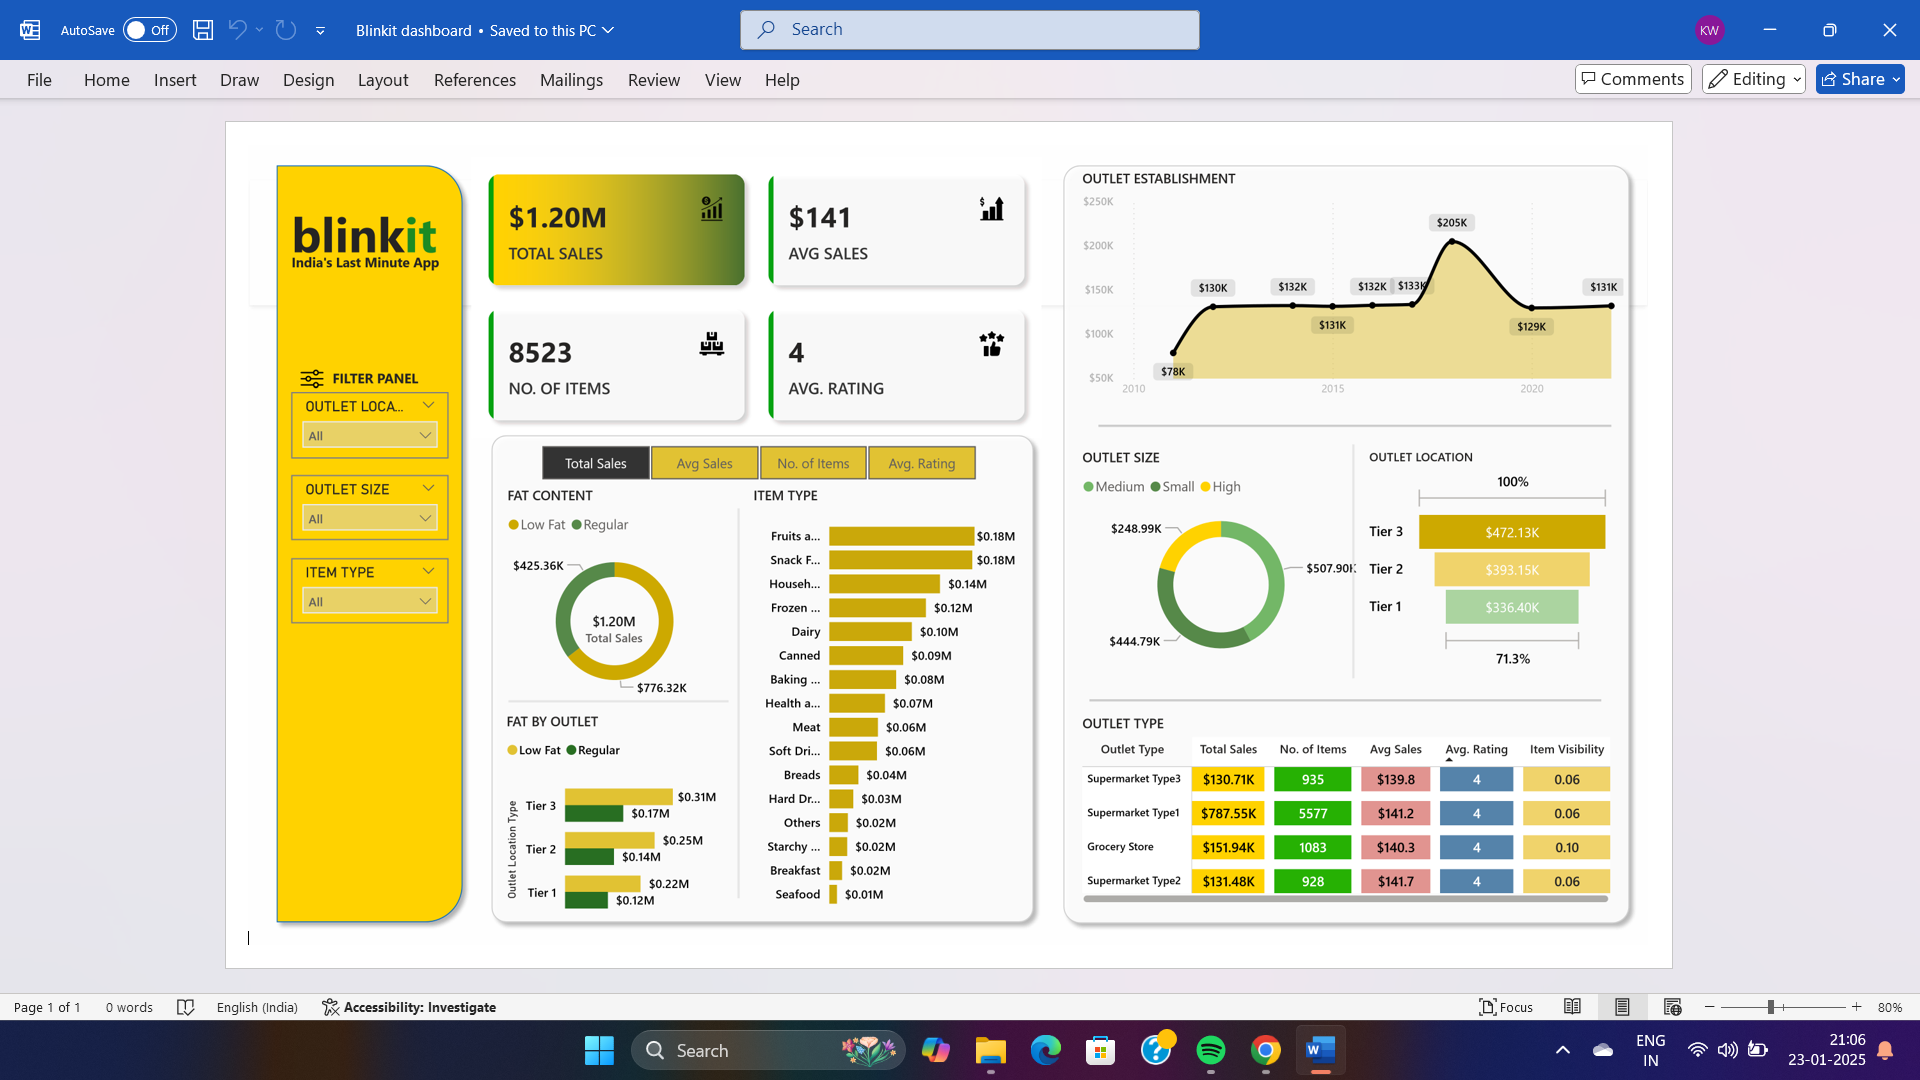 AutoSave Off
Blinkit dashboard • Saved to this PC
Search
KW
File Home Insert Draw Design Layout References Mailings Review View Help
Comments Editing Share
blinkit
India's Last Minute App
FILTER PANEL
OUTLET LOCA...
All
OUTLET SIZE
All
ITEM TYPE
All
$1.20M
TOTAL SALES
$141
AVG SALES
8523
NO. OF ITEMS
4
AVG. RATING
Total Sales Avg Sales No. of Items Avg. Rating
FAT CONTENT
Low Fat Regular
$425.36K
$1.20M
Total Sales
$776.32K
FAT BY OUTLET
Low Fat Regular
Outlet Location Type
Tier 3 $0.31M
$0.17M
Tier 2 $0.25M
$0.14M
Tier 1 $0.22M
$0.12M
ITEM TYPE
Fruits a... $0.18M
Snack F... $0.18M
Househ... $0.14M
Frozen ... $0.12M
Dairy $0.10M
Canned $0.09M
Baking ... $0.08M
Health a... $0.07M
Meat $0.06M
Soft Dri... $0.06M
Breads $0.04M
Hard Dr... $0.03M
Others $0.02M
Starchy ... $0.02M
Breakfast $0.02M
Seafood $0.01M
OUTLET ESTABLISHMENT
$250K
$200K
$150K
$100K
$50K
$78K
$130K
$132K
$131K
$132K
$133K
$205K
$129K
$131K
2010 2015 2020
OUTLET SIZE
Medium Small High
$248.99K
$507.90K
$444.79K
OUTLET LOCATION
100%
Tier 3 $472.13K
Tier 2 $393.15K
Tier 1 $336.40K
71.3%
OUTLET TYPE
Outlet Type Total Sales No. of Items Avg Sales Avg. Rating Item Visibility
Supermarket Type3 $130.71K 935 $139.8 4 0.06
Supermarket Type1 $787.55K 5577 $141.2 4 0.06
Grocery Store $151.94K 1083 $140.3 4 0.10
Supermarket Type2 $131.48K 928 $141.7 4 0.06
Page 1 of 1 0 words English (India) Accessibility: Investigate
Focus 80%
Search
ENG
IN
21:06
23-01-2025